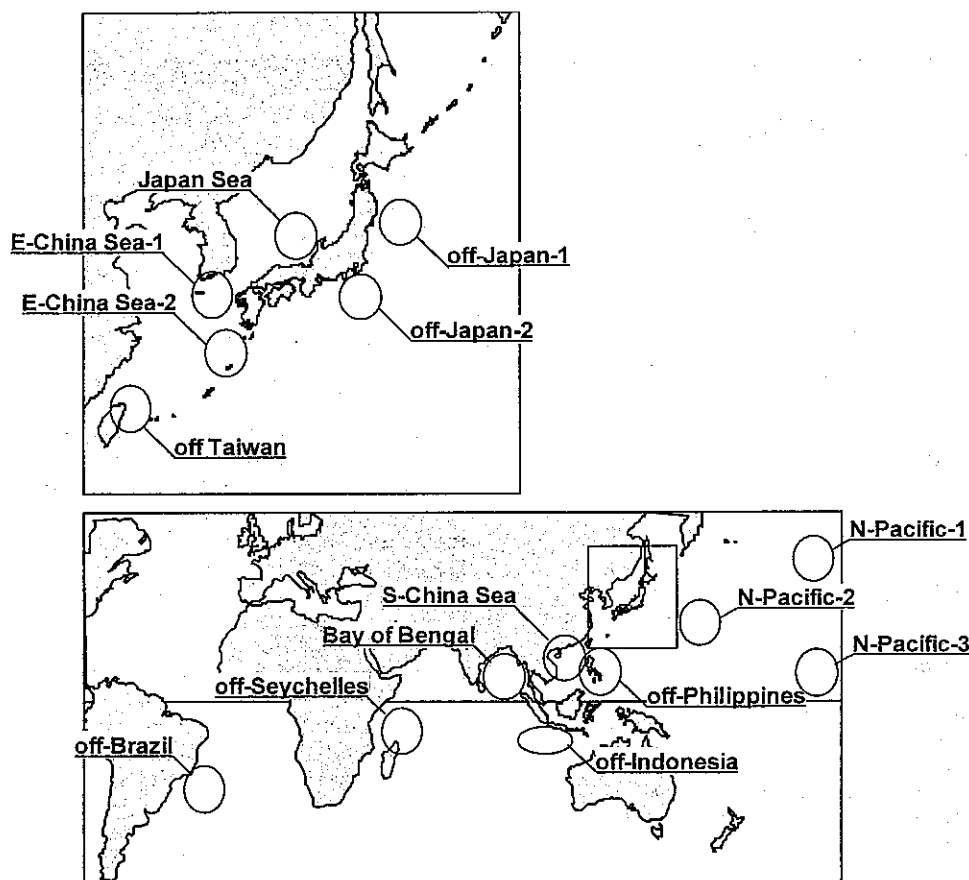 Japan Sea
E-China Sea-1
off-Japan-1
E-China Sea-2
off-Japan-2
off Taiwan
N-Pacific-1
S-China Sea
N-Pacific-2
Bay of Bengal
N-Pacific-3
off-Seychelles
off-Philippines
off-Brazil
off-Indonesia